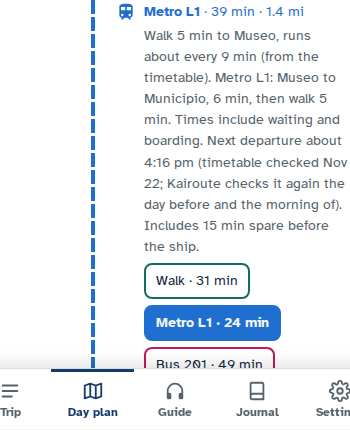 Metro L1 · 39 min · 1.4 mi
Walk 5 min to Museo, runs
about every 9 min (from the
timetable). Metro L1: Museo to
Municipio, 6 min, then walk 5
min. Times include waiting and
boarding. Next departure about
4:16 pm (timetable checked Nov
22; Kairoute checks it again the
day before and the morning of).
Includes 15 min spare before
the ship.
Walk · 31 min
Metro L1 · 24 min
Bus 201 · 49 min
Trip
Day plan
Guide
Journal
Settin